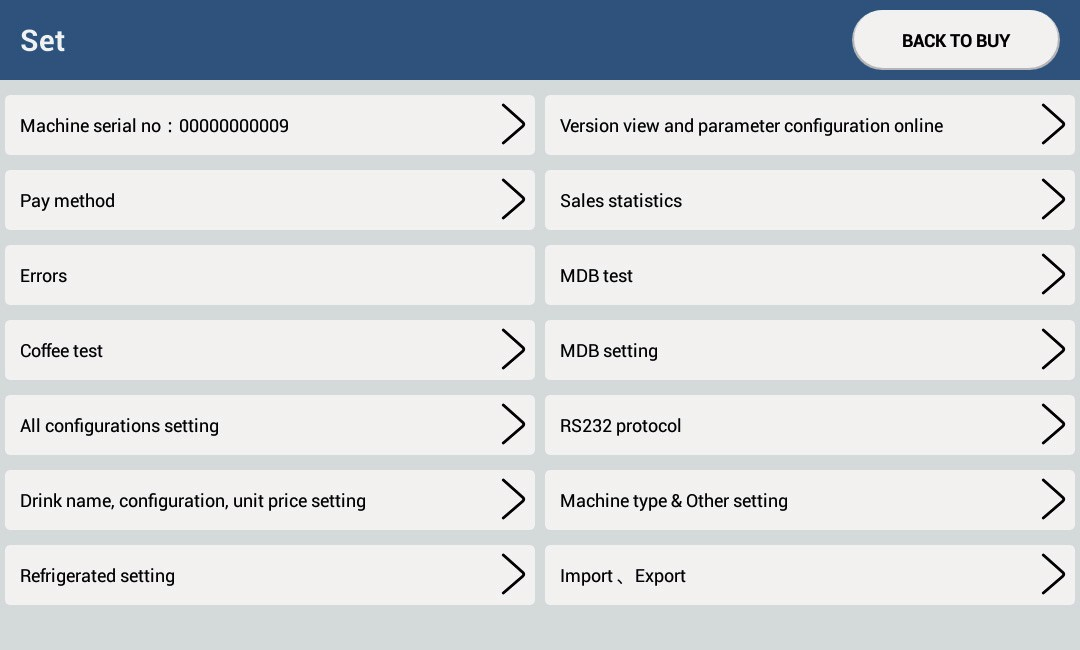 Set
BACK TO BUY
Machine serial no：00000000009
Version view and parameter configuration online
Pay method
Sales statistics
Errors
MDB test
Coffee test
MDB setting
All configurations setting
RS232 protocol
Drink name, configuration, unit price setting
Machine type & Other setting
Refrigerated setting
Import、Export